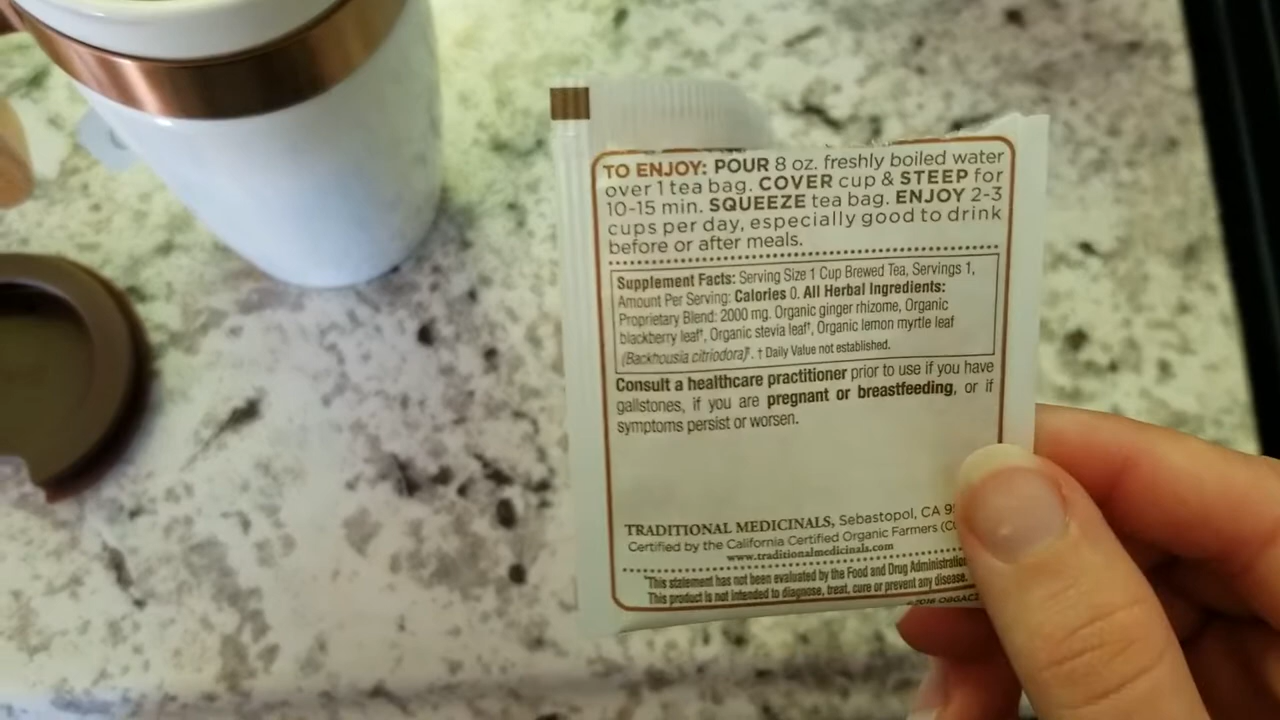 TO ENJOY: POUR 8 oz. freshly boiled water
over 1 tea bag. COVER cup & STEEP for
10-15 min. SQUEEZE tea bag. ENJOY 2-3
cups per day, especially good to drink
before or after meals.
Supplement Facts: Serving Size 1 Cup Brewed Tea, Servings 1,
Amount Per Serving: Calories 0. All Herbal Ingredients:
Proprietary Blend: 2000 mg. Organic ginger rhizome, Organic
blackberry leaf†, Organic stevia leaf†, Organic lemon myrtle leaf
(Backhousia citriodora)†. † Daily Value not established.
Consult a healthcare practitioner prior to use if you have
gallstones, if you are pregnant or breastfeeding, or if
symptoms persist or worsen.
TRADITIONAL MEDICINALS, Sebastopol, CA
Certified by the California Certified Organic Farmers
www.traditionalmedicinals.com
*This statement has not been evaluated by the Food and Drug Administration
This product is not intended to diagnose, treat, cure or prevent any disease.
©2016